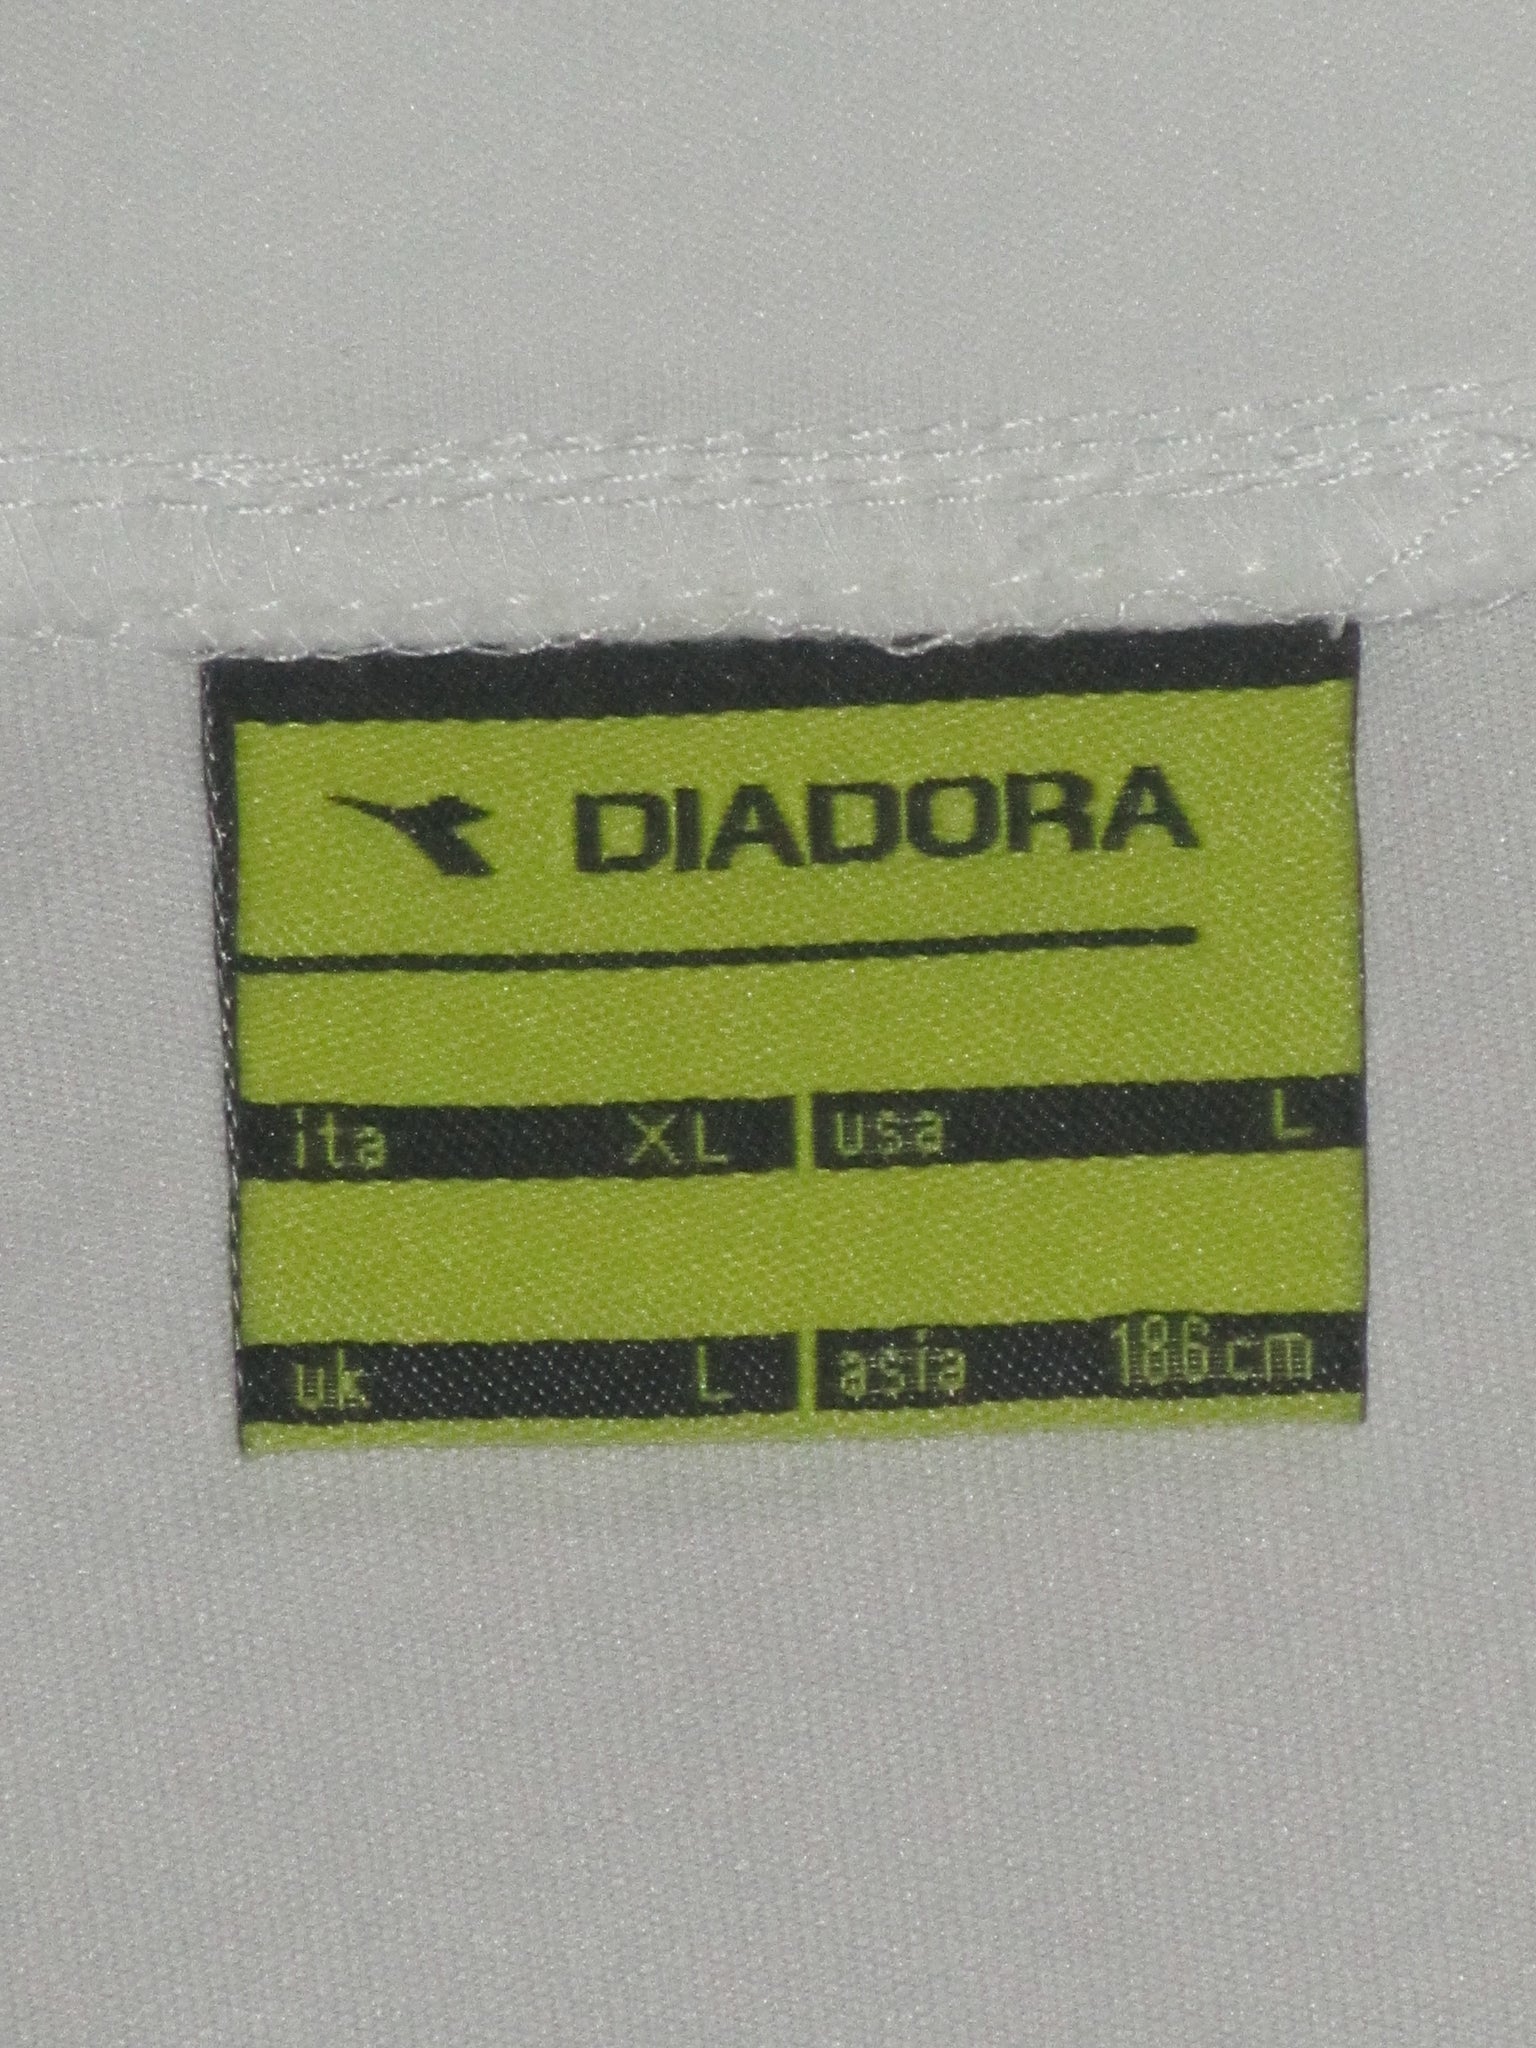 DIADORA
ita XL usa L
uk L asia 186cm